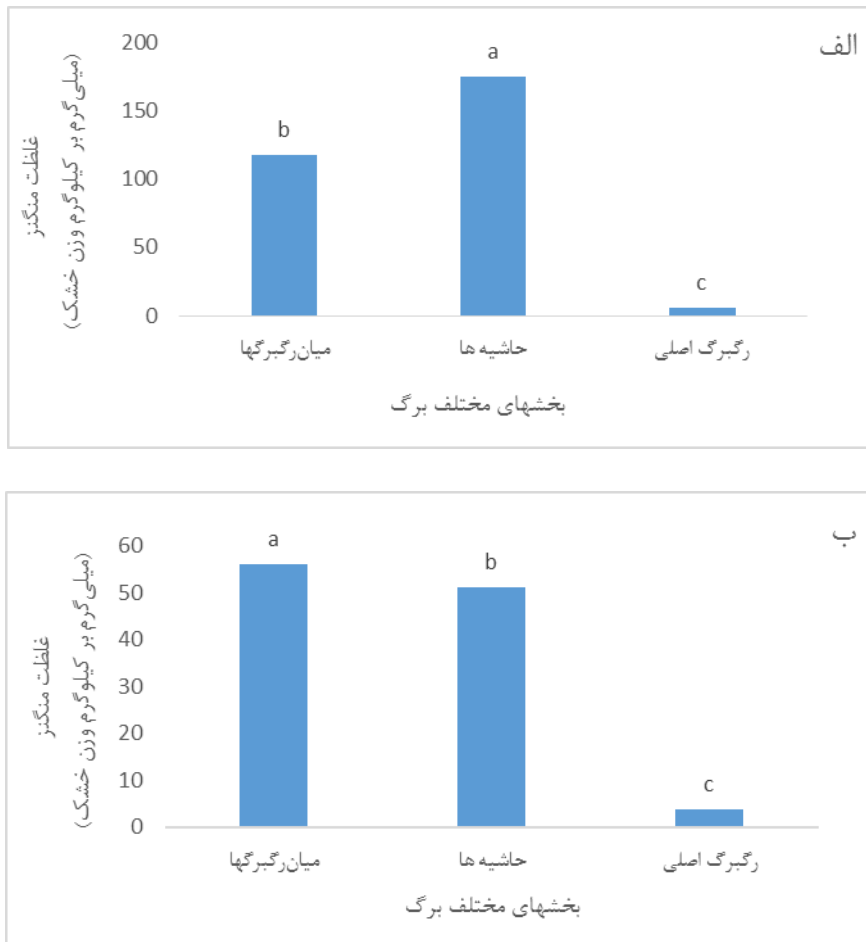 الف
غلظت منگنز
(میلی‌گرم بر کیلوگرم وزن خشک)
200
150
100
50
0
b
a
c
میان‌رگبرگها
حاشیه ها
رگبرگ اصلی
بخشهای مختلف برگ
ب
غلظت منگنز
(میلی‌گرم بر کیلوگرم وزن خشک)
60
50
40
30
20
10
0
a
b
c
میان‌رگبرگها
حاشیه ها
رگبرگ اصلی
بخشهای مختلف برگ